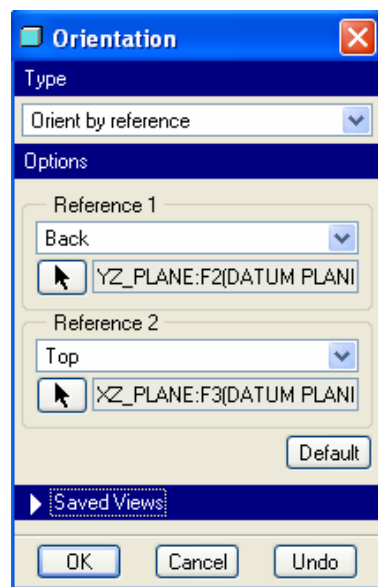 Orientation
Type
Orient by reference
Options
Reference 1
Back
YZ_PLANE:F2(DATUM PLANI
Reference 2
Top
XZ_PLANE:F3(DATUM PLANI
Default
Saved Views
OK Cancel Undo